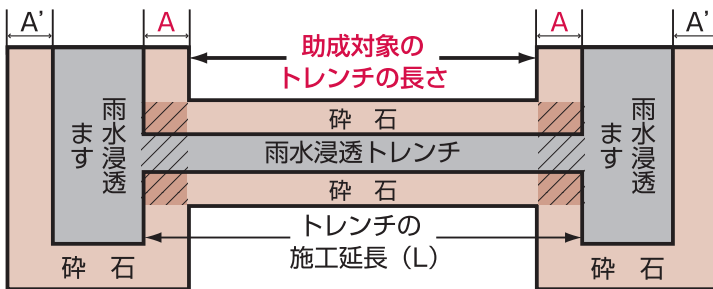 A'
A
A
A'
助成対象の
トレンチの長さ
砕 石
雨水浸透
ます
雨水浸透トレンチ
雨水浸透
ます
砕 石
トレンチの
施工延長（L）
砕 石
砕 石